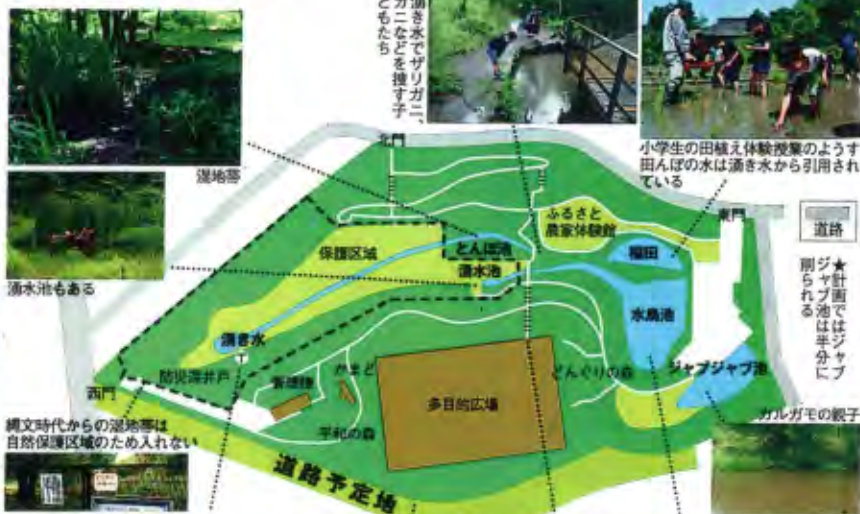 湧き水でザリガニ、
ガニなどを捜す子
どもたち
小学生の田植え体験授業のようす
田んぼの水は湧き水から引用され
ている
湿地帯
北門
東門
道路
ふるさと
農家体験館
保護区域
とんぼ池
湧水池
稲田
水鳥池
★計画ではジャブ
ジャブ池は半分に
削られる
湧水池もある
湧き水
防災深井戸
西門
かまど
どんぐりの森
ジャブジャブ池
多目的広場
平和の森
縄文時代からの湿地帯は
自然保護区域のため入れない
カルガモの親子
道路予定地